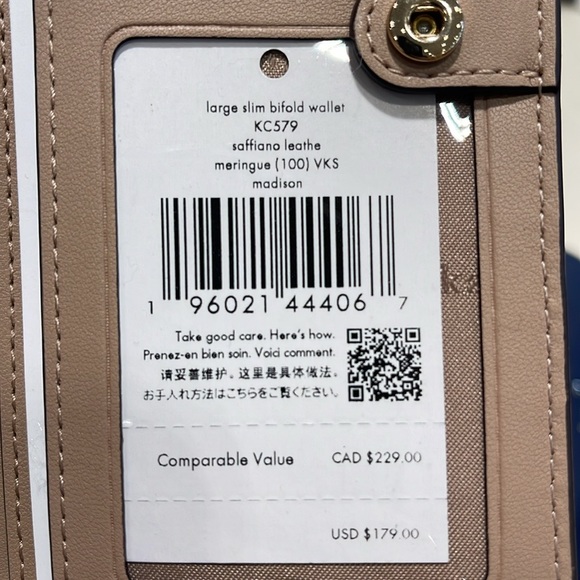 large slim bifold wallet
KC579
saffiano leathe
meringue (100) VKS
madison
1 96021 44406 7
Take good care. Here's how.
Prenez-en bien soin. Voici comment.
请妥善维护。这里是具体做法。
お手入れ方法はこちらをご覧ください。
Comparable Value CAD $229.00
USD $179.00